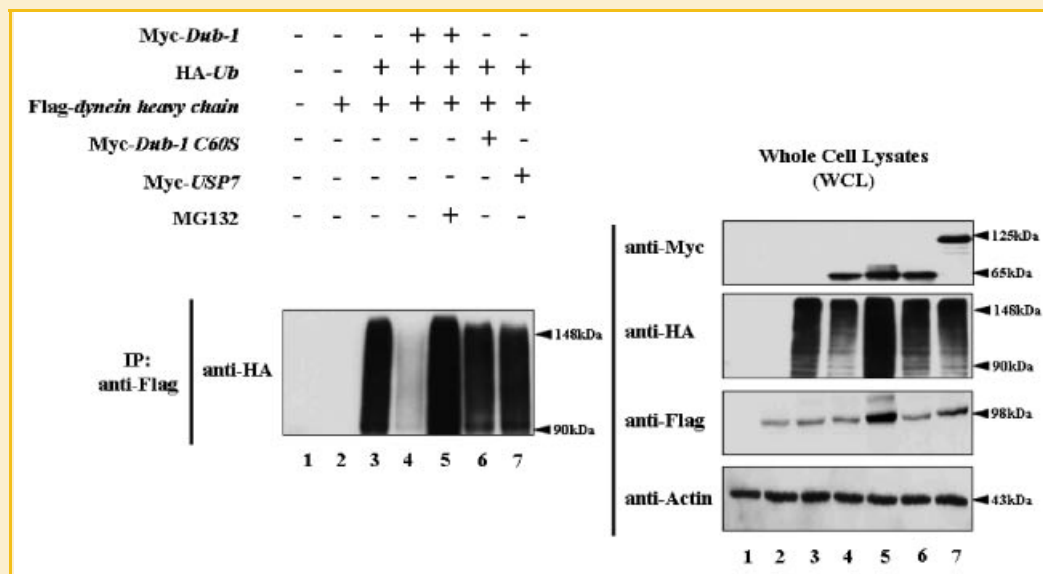 Myc-Dub-1 - - - + + - -
HA-Ub - - + + + + +
Flag-dynein heavy chain - + + + + + +
Myc-Dub-1 C60S - - - - - + -
Myc-USP7 - - - - - - +
MG132 - - - - + - -
IP:
anti-Flag
anti-HA
148kDa
90kDa
1 2 3 4 5 6 7
Whole Cell Lysates
(WCL)
anti-Myc
125kDa
65kDa
anti-HA
148kDa
90kDa
anti-Flag
98kDa
anti-Actin
43kDa
1 2 3 4 5 6 7